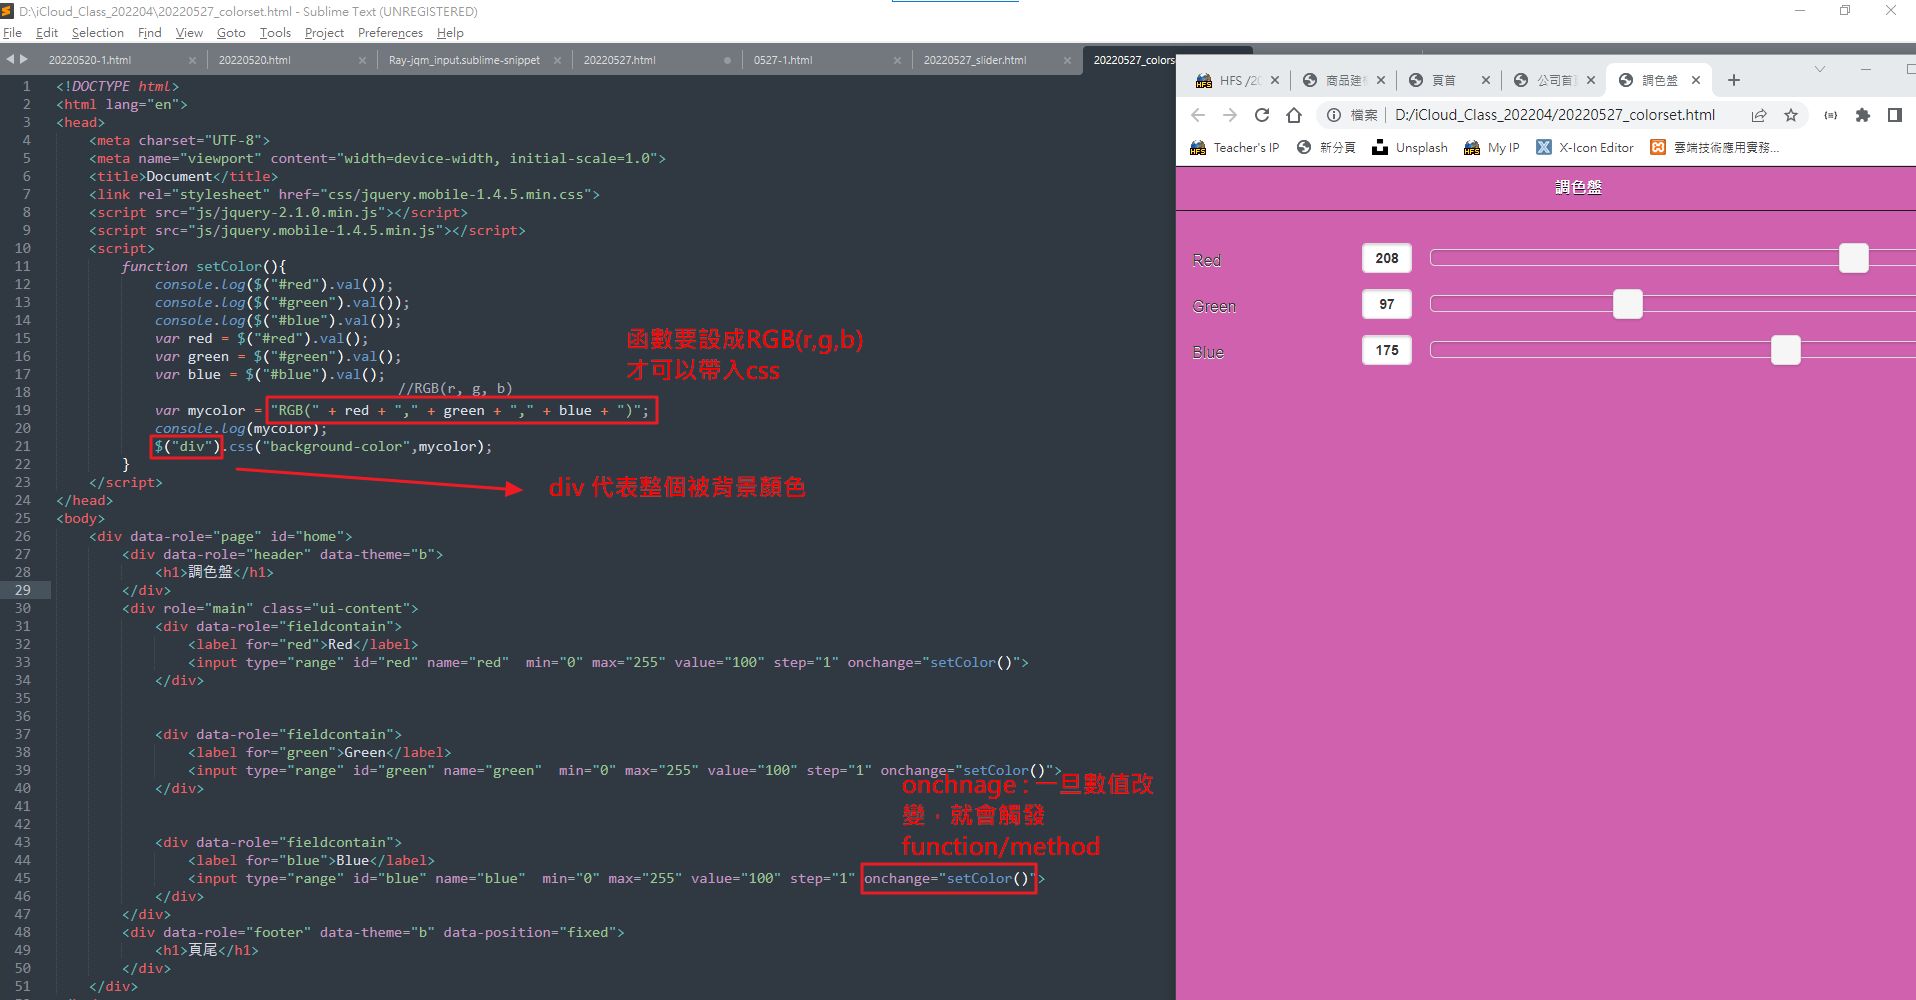 D:\iCloud_Class_202204\20220527_colorset.html - Sublime Text (UNREGISTERED)
File Edit Selection Find View Goto Tools Project Preferences Help
20220520-1.html 20220520.html Ray-jqm_input.sublime-snippet 20220527.html 0527-1.html 20220527_slider.html 20220527_colors
1 <!DOCTYPE html>
2 <html lang="en">
3 <head>
4 <meta charset="UTF-8">
5 <meta name="viewport" content="width=device-width, initial-scale=1.0">
6 <title>Document</title>
7 <link rel="stylesheet" href="css/jquery.mobile-1.4.5.min.css">
8 <script src="js/jquery-2.1.0.min.js"></script>
9 <script src="js/jquery.mobile-1.4.5.min.js"></script>
10 <script>
11 function setColor(){
12 console.log($("#red").val());
13 console.log($("#green").val());
14 console.log($("#blue").val());
15 var red = $("#red").val();
16 var green = $("#green").val();
17 var blue = $("#blue").val();
18 //RGB(r, g, b)
19 var mycolor = "RGB(" + red + "," + green + "," + blue + ")";
20 console.log(mycolor);
21 $("div").css("background-color",mycolor);
22 }
23 </script>
24 </head>
25 <body>
26 <div data-role="page" id="home">
27 <div data-role="header" data-theme="b">
28 <h1>調色盤</h1>
29 </div>
30 <div role="main" class="ui-content">
31 <div data-role="fieldcontain">
32 <label for="red">Red</label>
33 <input type="range" id="red" name="red"  min="0" max="255" value="100" step="1" onchange="setColor()">
34 </div>
35
36
37 <div data-role="fieldcontain">
38 <label for="green">Green</label>
39 <input type="range" id="green" name="green"  min="0" max="255" value="100" step="1" onchange="setColor()">
40 </div>
41
42
43 <div data-role="fieldcontain">
44 <label for="blue">Blue</label>
45 <input type="range" id="blue" name="blue"  min="0" max="255" value="100" step="1" onchange="setColor()">
46 </div>
47 </div>
48 <div data-role="footer" data-theme="b" data-position="fixed">
49 <h1>頁尾</h1>
50 </div>
51 </div>
函數要設成RGB(r,g,b)
才可以帶入css
div 代表整個被背景顏色
onchnage : 一旦數值改
變，就會觸發
function/method
HFS /20 商品建 頁首 公司首 調色盤
檔案 D:/iCloud_Class_202204/20220527_colorset.html
HFS Teacher's IP 新分頁 Unsplash HFS My IP X-Icon Editor 雲端技術應用實務...
調色盤
Red 208
Green 97
Blue 175